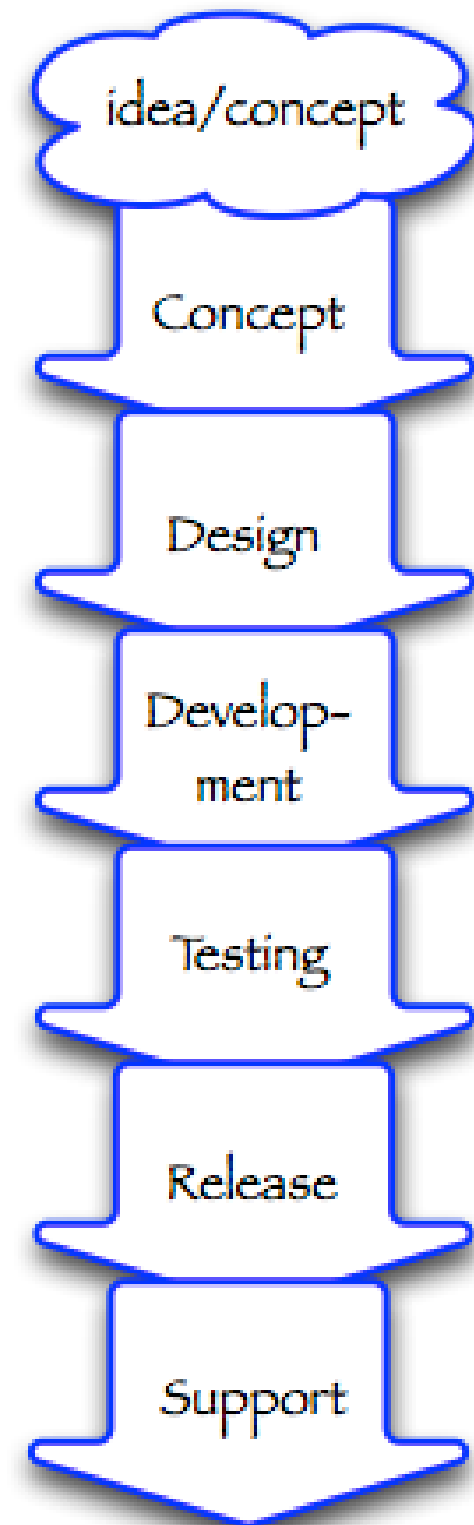 idea/concept
Concept
Design
Develop-
ment
Testing
Release
Support